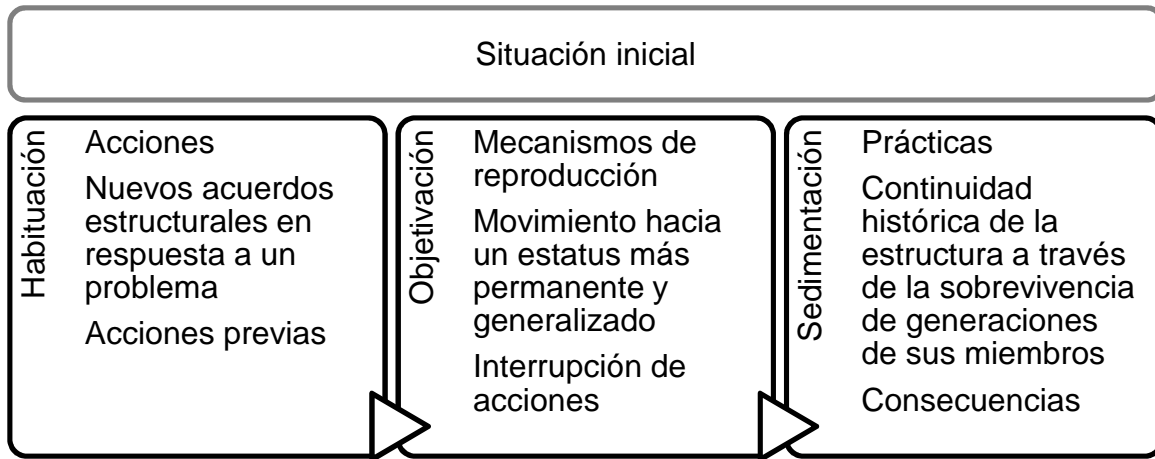 Situación inicial
Habituación
Acciones
Nuevos acuerdos
estructurales en
respuesta a un
problema
Acciones previas
Objetivación
Mecanismos de
reproducción
Movimiento hacia
un estatus más
permanente y
generalizado
Interrupción de
acciones
Sedimentación
Prácticas
Continuidad
histórica de la
estructura a través
de la sobrevivencia
de generaciones
de sus miembros
Consecuencias